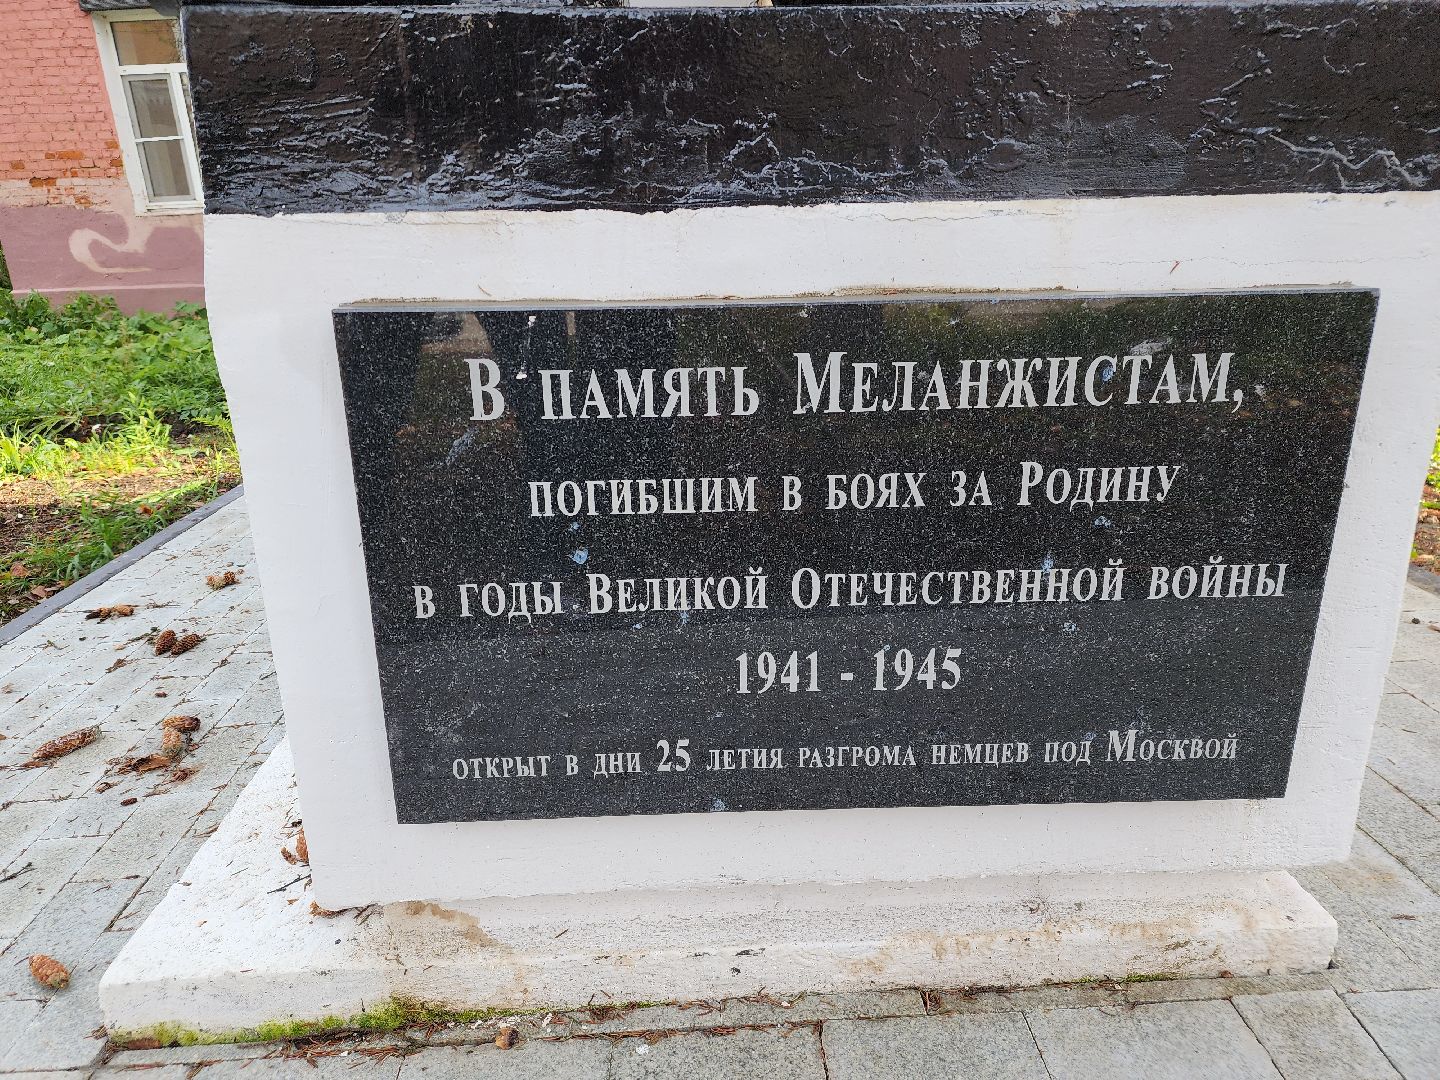 В память Меланжистам,
погибшим в боях за Родину
в годы Великой Отечественной войны
1941 - 1945
открыт в дни 25 летия разгрома немцев под Москвой